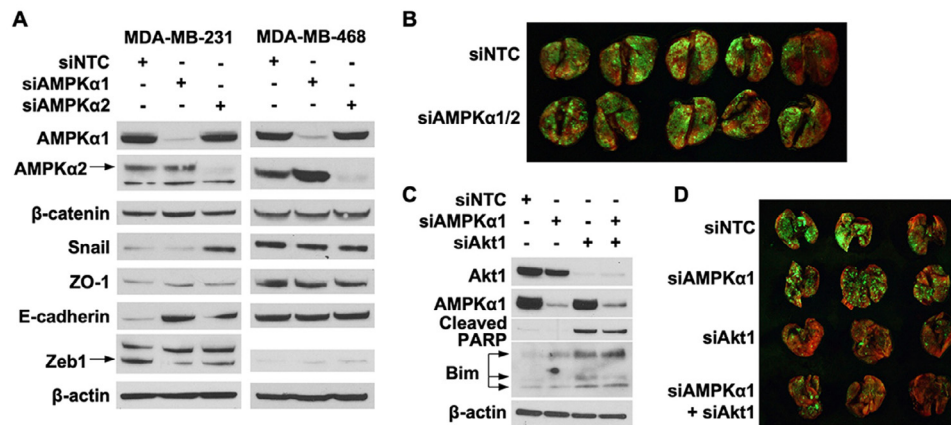 A
MDA-MB-231 MDA-MB-468
siNTC + - - + - -
siAMPKα1 - + - - + -
siAMPKα2 - - + - - +
AMPKα1
AMPKα2
β-catenin
Snail
ZO-1
E-cadherin
Zeb1
β-actin
B
siNTC
siAMPKα1/2
C
siNTC + - - -
siAMPKα1 - + - +
siAkt1 - - + +
Akt1
AMPKα1
Cleaved
PARP
Bim
β-actin
D
siNTC
siAMPKα1
siAkt1
siAMPKα1
+ siAkt1